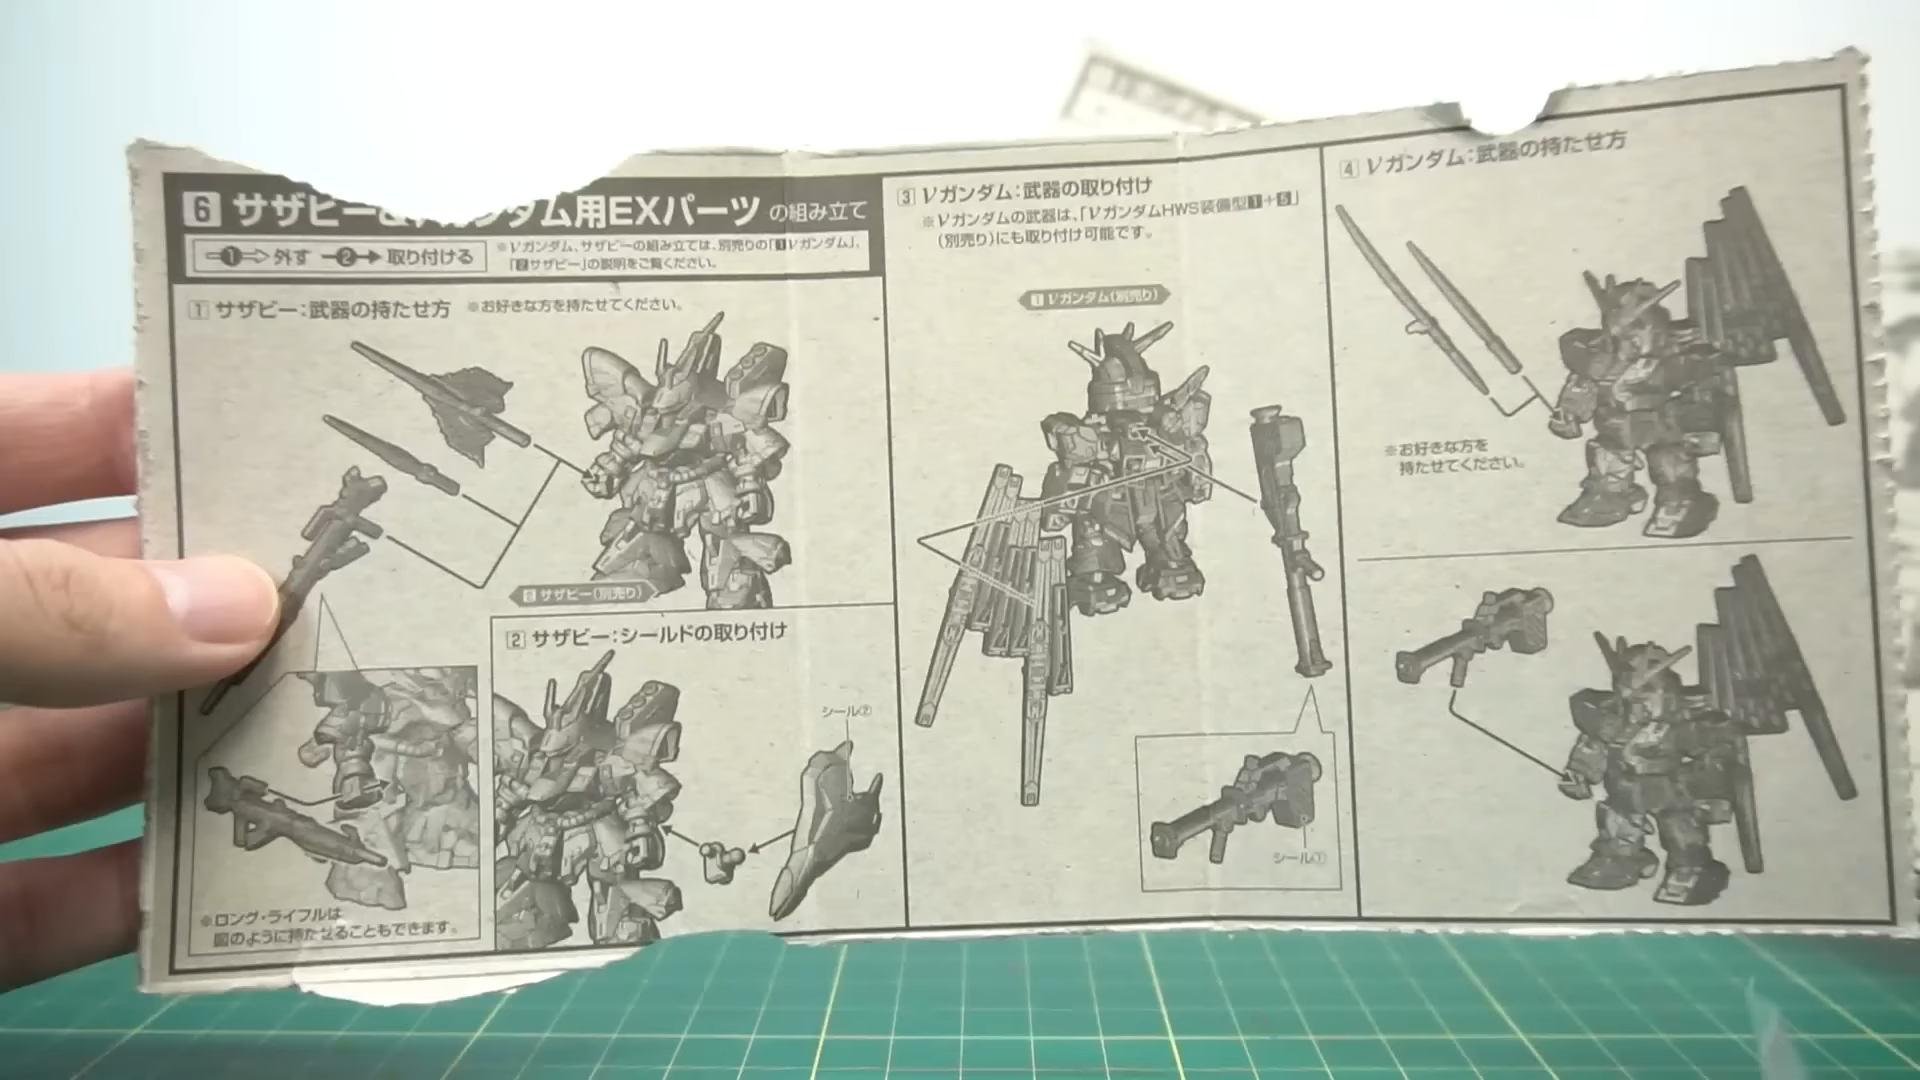 6 サザビー&νガンダム用EXパーツ の組み立て
1 外す 2 取り付ける
※νガンダム、サザビーの組み立ては、別売りの「1νガンダム」、
「2サザビー」の説明をご覧ください。
1 サザビー:武器の持たせ方 ※お好きな方を持たせてください。
2 サザビー(別売り)
※ロング・ライフルは
図のように持たせることもできます。
2 サザビー:シールドの取り付け
シール②
3 νガンダム:武器の取り付け
※νガンダムの武器は、「νガンダムHWS装備型1+5」
(別売り)にも取り付け可能です。
1 νガンダム(別売り)
シール①
4 νガンダム:武器の持たせ方
※お好きな方を
持たせてください。